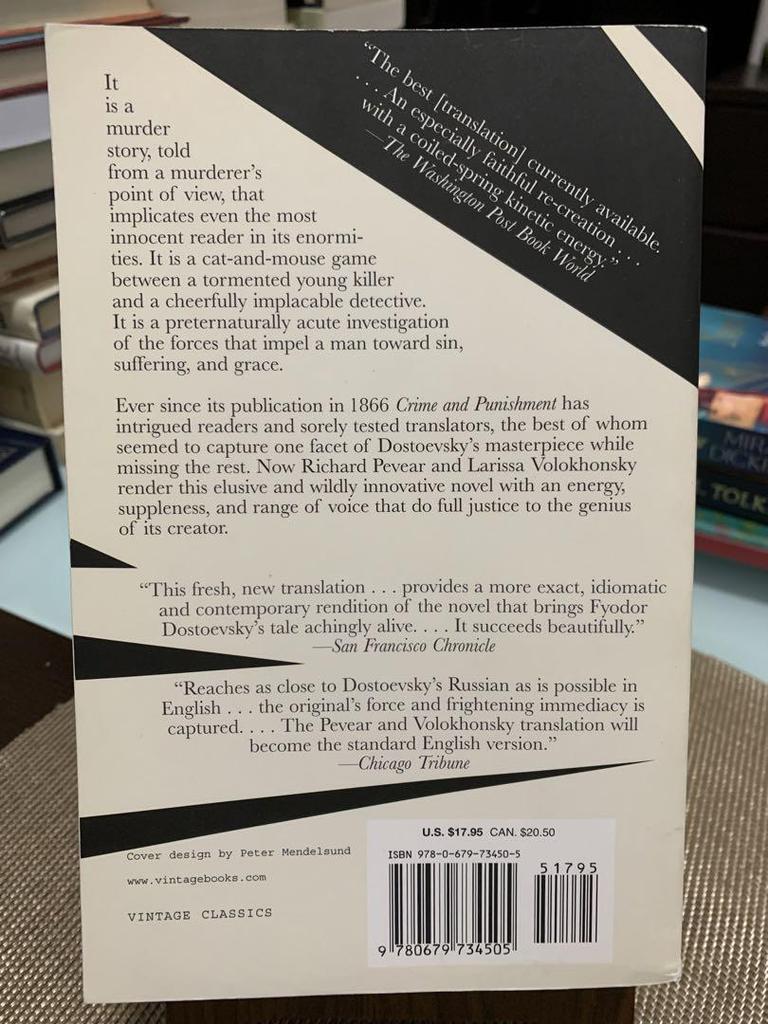 It
is a
murder
story, told
from a murderer's
point of view, that
implicates even the most
innocent reader in its enormi-
ties. It is a cat-and-mouse game
between a tormented young killer
and a cheerfully implacable detective.
It is a preternaturally acute investigation
of the forces that impel a man toward sin,
suffering, and grace.
“The best [translation] currently available.
. . . An especially faithful re-creation . . .
with a coiled-spring kinetic energy.”
—The Washington Post Book World
Ever since its publication in 1866 Crime and Punishment has
intrigued readers and sorely tested translators, the best of whom
seemed to capture one facet of Dostoevsky's masterpiece while
missing the rest. Now Richard Pevear and Larissa Volokhonsky
render this elusive and wildly innovative novel with an energy,
suppleness, and range of voice that do full justice to the genius
of its creator.
“This fresh, new translation . . . provides a more exact, idiomatic
and contemporary rendition of the novel that brings Fyodor
Dostoevsky's tale achingly alive. . . . It succeeds beautifully.”
—San Francisco Chronicle
“Reaches as close to Dostoevsky's Russian as is possible in
English . . . the original's force and frightening immediacy is
captured. . . . The Pevear and Volokhonsky translation will
become the standard English version.”
—Chicago Tribune
Cover design by Peter Mendelsund
www.vintagebooks.com
VINTAGE CLASSICS
U.S. $17.95 CAN. $20.50
ISBN 978-0-679-73450-5
51795
9 780679 734505